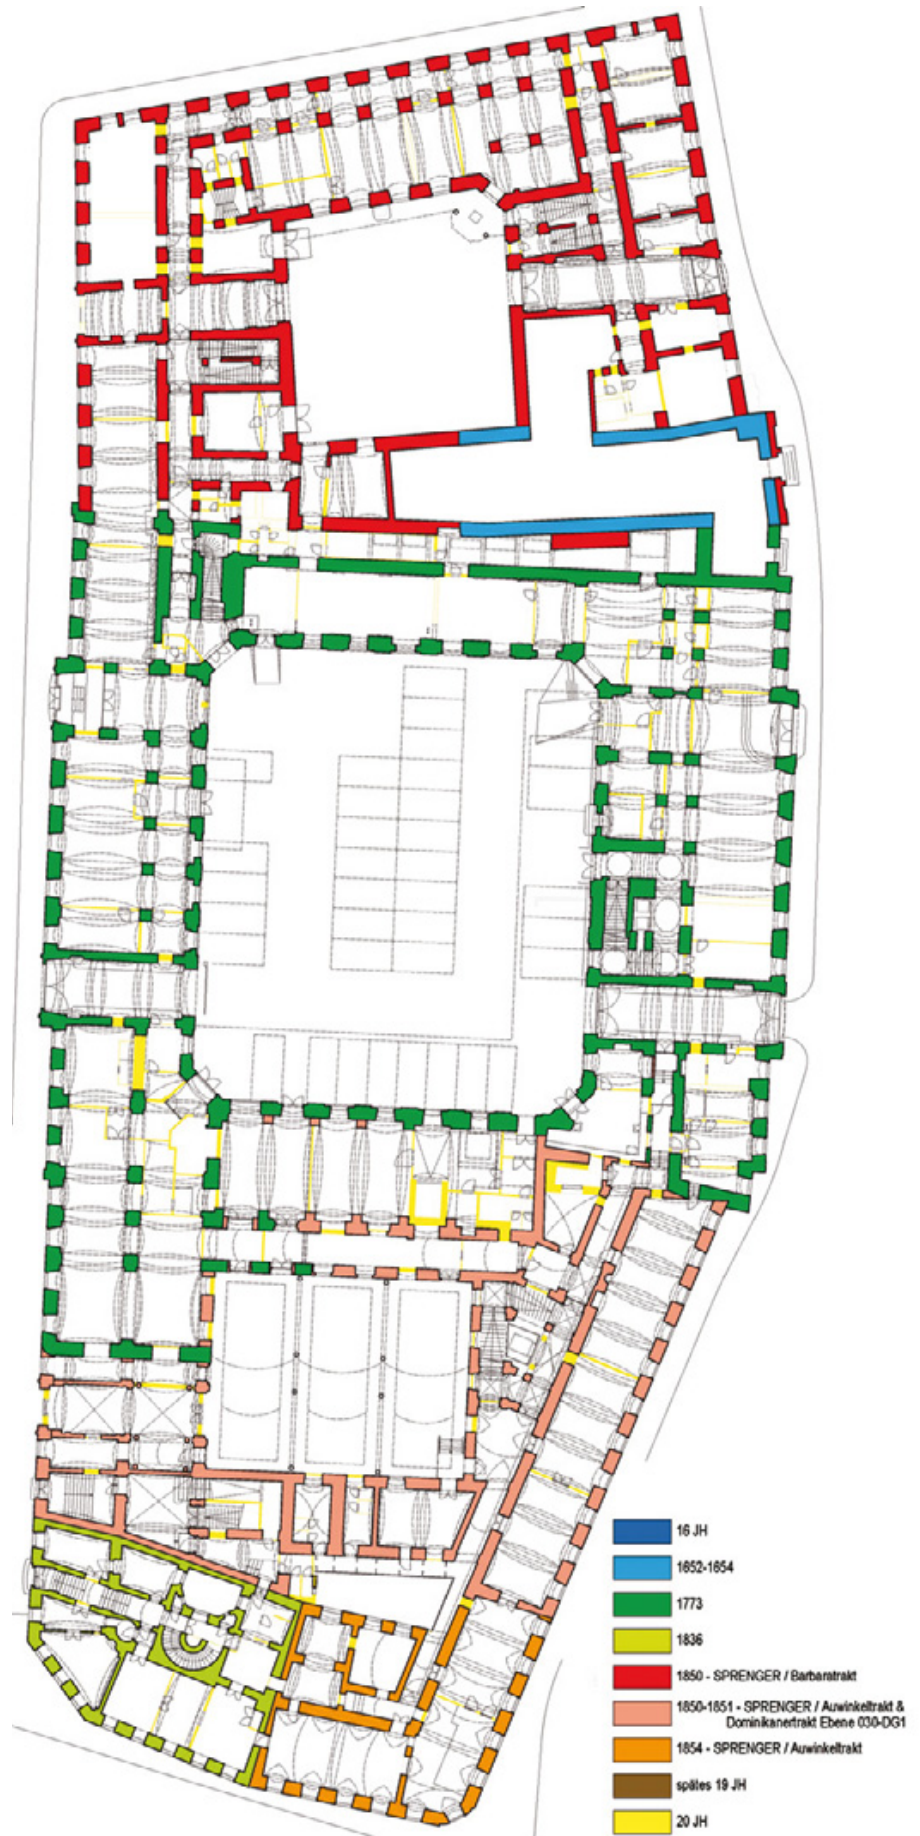 16 JH
1652-1654
1773
1836
1850 - SPRENGER / Barbaratrakt
1850-1851 - SPRENGER / Auwinkeltrakt &
Dominikanertrakt Ebene 030-DG1
1854 - SPRENGER / Auwinkeltrakt
spätes 19 JH
20 JH